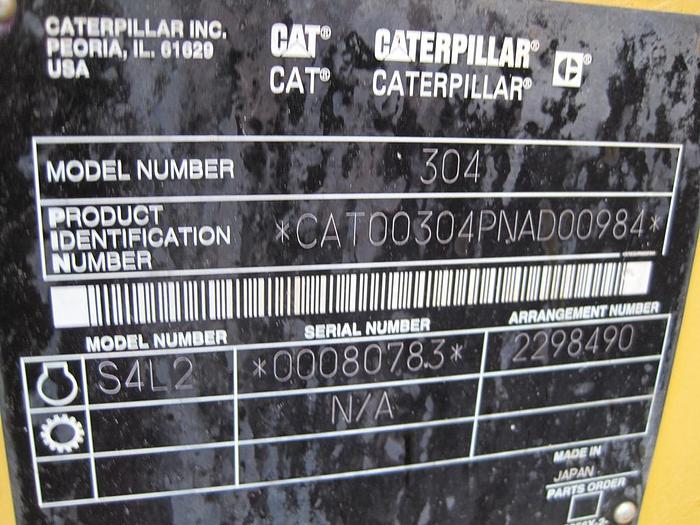 CATERPILLAR INC.
PEORIA, IL. 61629
USA
CAT® CATERPILLAR® C®
CAT® CATERPILLAR®
MODEL NUMBER 304
PRODUCT IDENTIFICATION NUMBER *CAT00304PNAD00984*
MODEL NUMBER SERIAL NUMBER ARRANGEMENT NUMBER
S4L2 *00080783* 2298490
N/A
MADE IN
JAPAN
PARTS ORDER